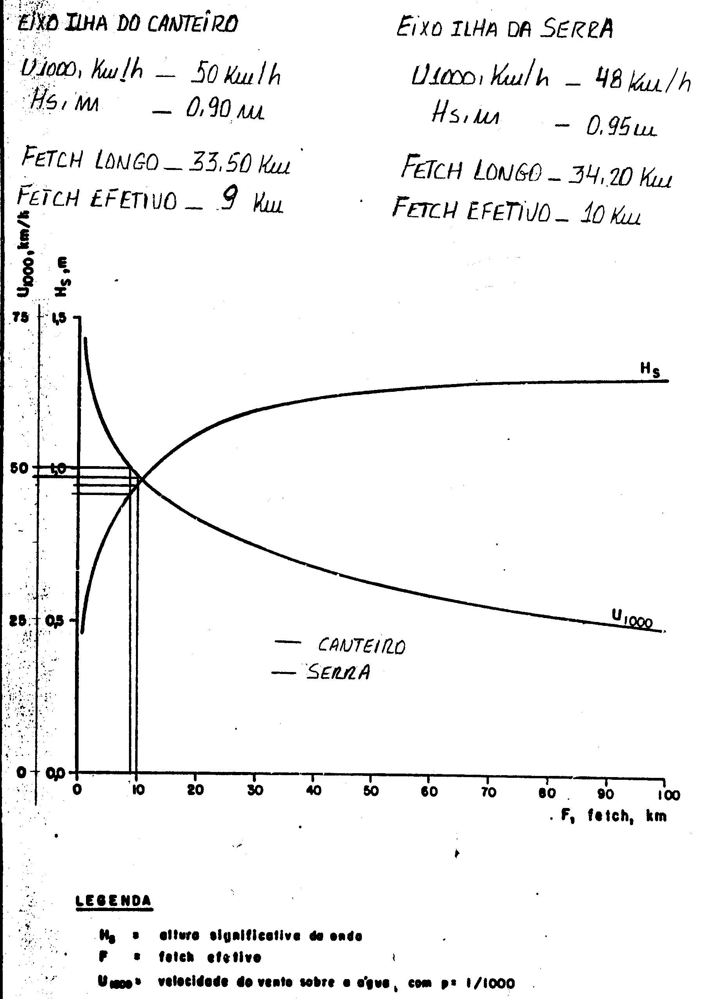 EIXO ILHA DO CANTEIRO
U1000, Km/h — 50 Km/h
Hs, m — 0.90 m
FETCH LONGO — 33.50 Km
FETCH EFETIVO — 9 Km
EIXO ILHA DA SERRA
U1000, Km/h — 48 Km/h
Hs, m — 0.95 m
FETCH LONGO — 34.20 Km
FETCH EFETIVO — 10 Km
U1000, km/h
Hs, m
75 1,5
50 1,0
25 0,5
0 0,0
Hs
U1000
— CANTEIRO
— SERRA
0 10 20 30 40 50 60 70 80 90 100
F, fetch, km
LEGENDA
Hs = altura significativa da onda
F = fetch efetivo
U1000 = velocidade do vento sobre a água, com p= 1/1000